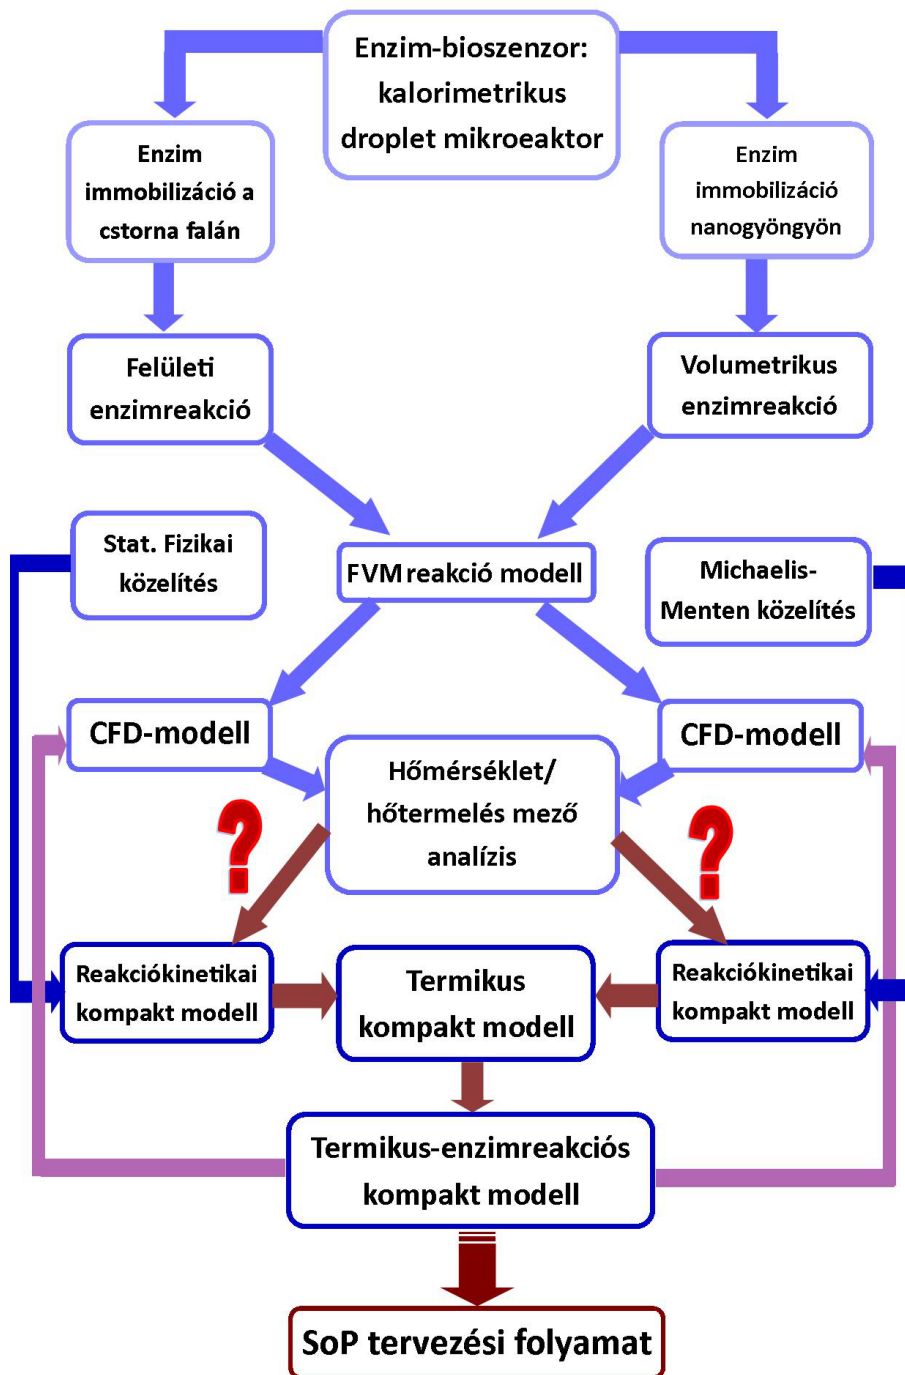 Enzim-bioszenzor:
kalorimetrikus
droplet mikroeaktor
Enzim
immobilizáció a
cstorna falán
Enzim
immobilizáció
nanogyöngyön
Felületi
enzimreakció
Volumetrikus
enzimreakció
Stat. Fizikai
közelítés
FVM reakció modell
Michaelis-
Menten közelítés
CFD-modell
CFD-modell
Hőmérséklet/
hőtermelés mező
analízis
?
?
Reakciókinetikai
kompakt modell
Termikus
kompakt modell
Reakciókinetikai
kompakt modell
Termikus-enzimreakciós
kompakt modell
SoP tervezési folyamat